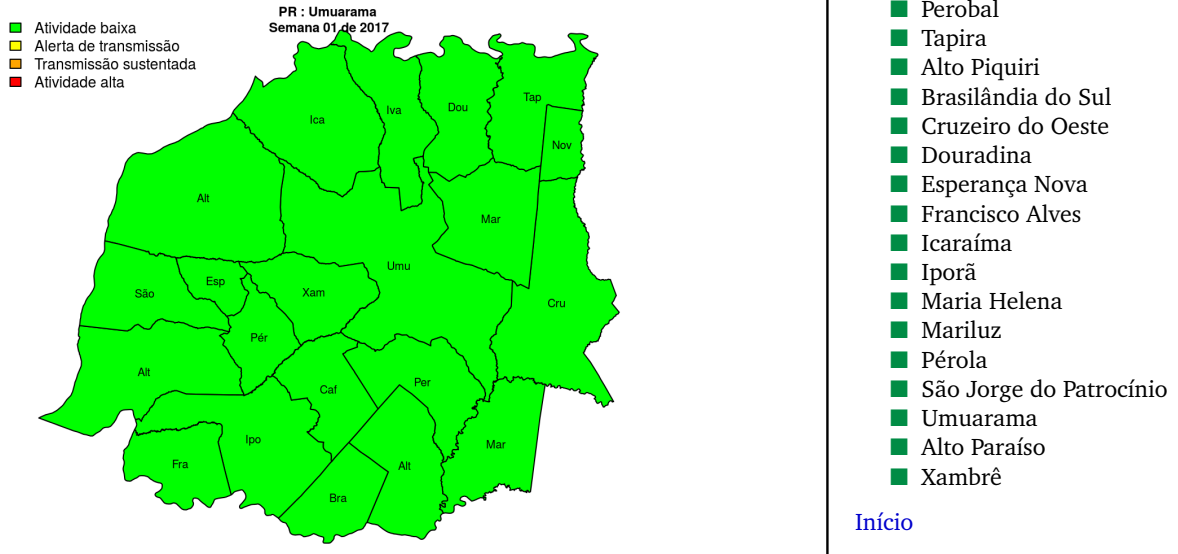 PR : Umuarama
Semana 01 de 2017
Atividade baixa
Alerta de transmissão
Transmissão sustentada
Atividade alta
Ica
Iva
Dou
Tap
Nov
Alt
Mar
Umu
Esp
São
Xam
Cru
Pér
Alt
Caf
Per
Ipo
Mar
Fra
Alt
Bra
Perobal
Tapira
Alto Piquiri
Brasilândia do Sul
Cruzeiro do Oeste
Douradina
Esperança Nova
Francisco Alves
Icaraíma
Iporã
Maria Helena
Mariluz
Pérola
São Jorge do Patrocínio
Umuarama
Alto Paraíso
Xambrê
Início